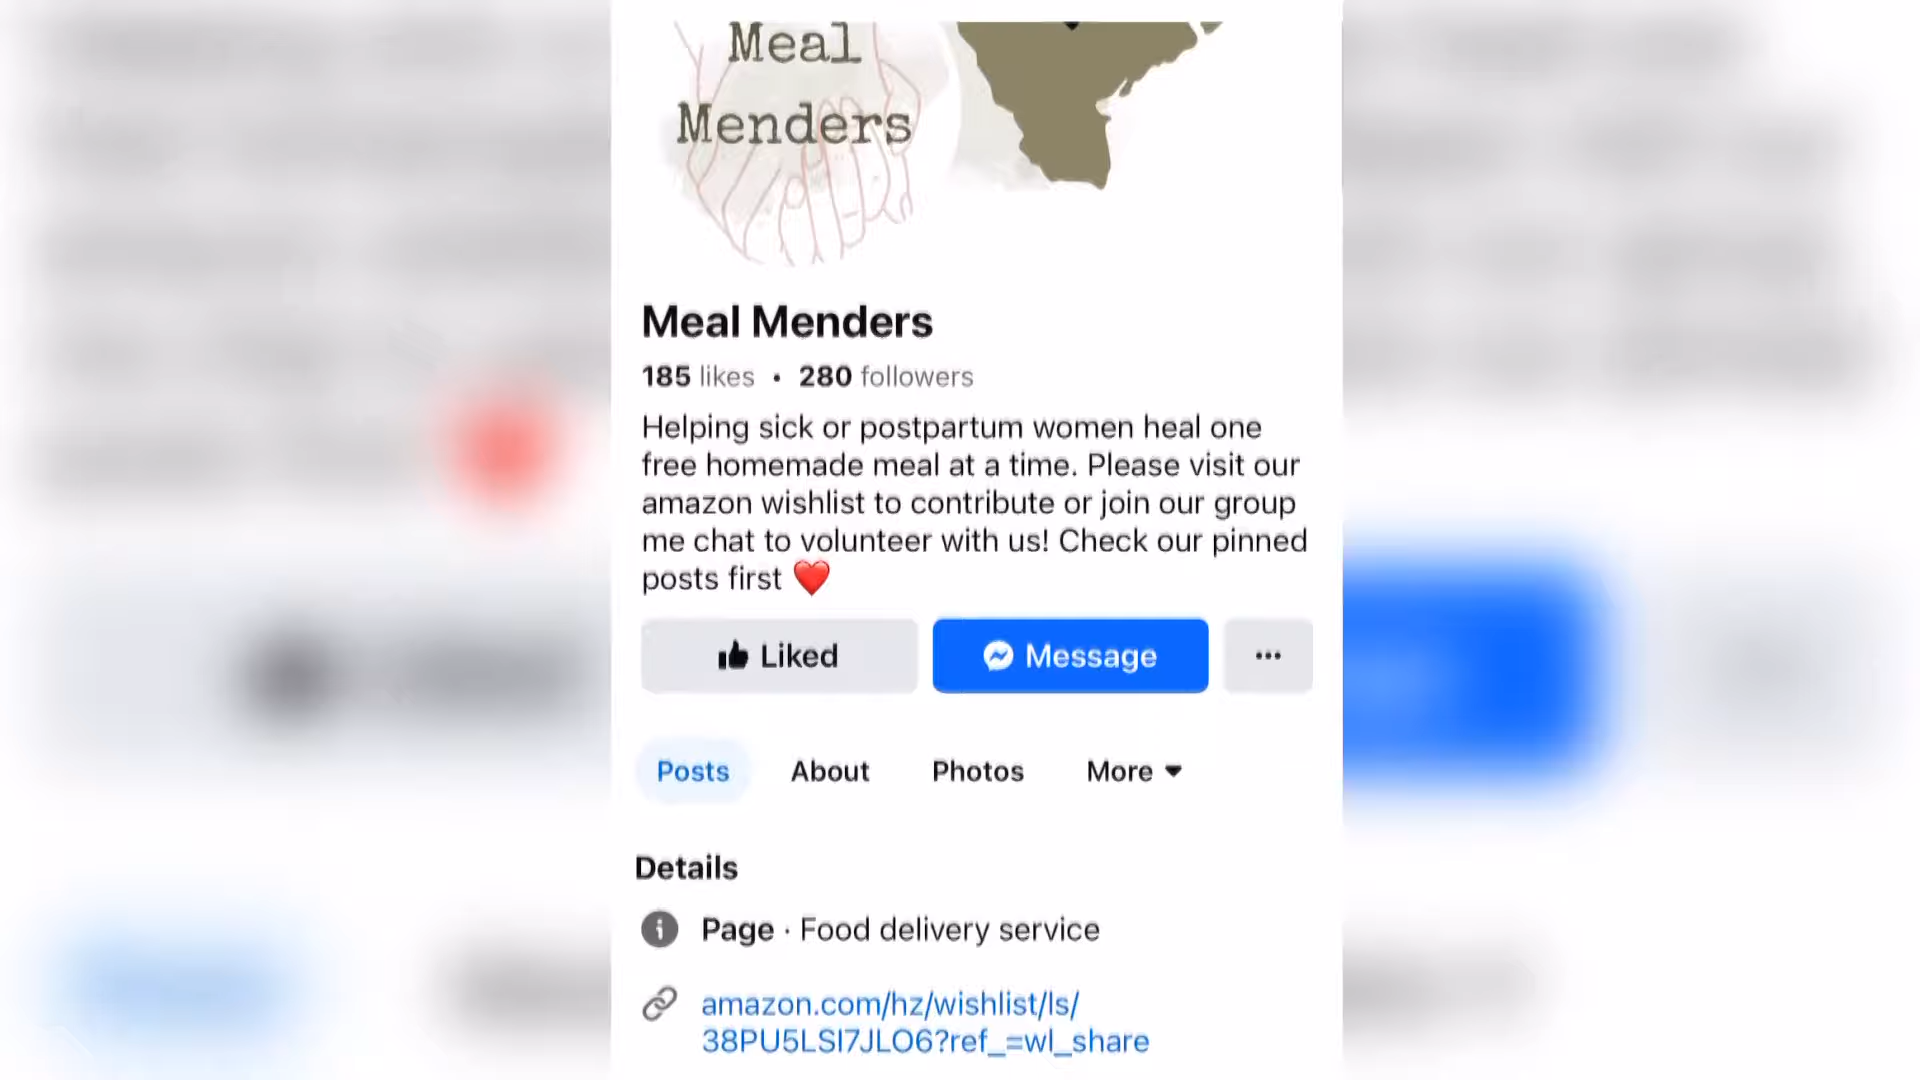 Meal
Menders
Meal Menders
185 likes • 280 followers
Helping sick or postpartum women heal one
free homemade meal at a time. Please visit our
amazon wishlist to contribute or join our group
me chat to volunteer with us! Check our pinned
posts first ❤️
Liked
Message
•••
Posts
About
Photos
More
Details
Page · Food delivery service
amazon.com/hz/wishlist/ls/
38PU5LSI7JLO6?ref_=wl_share